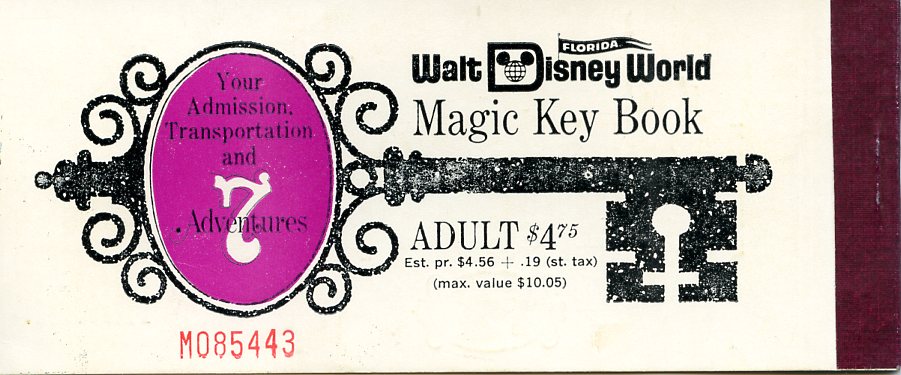 Your
Admission,
Transportation
and
7
Adventures
FLORIDA
Walt Disney World
Magic Key Book
ADULT $4.75
Est. pr. $4.56 + .19 (st. tax)
(max. value $10.05)
M085443